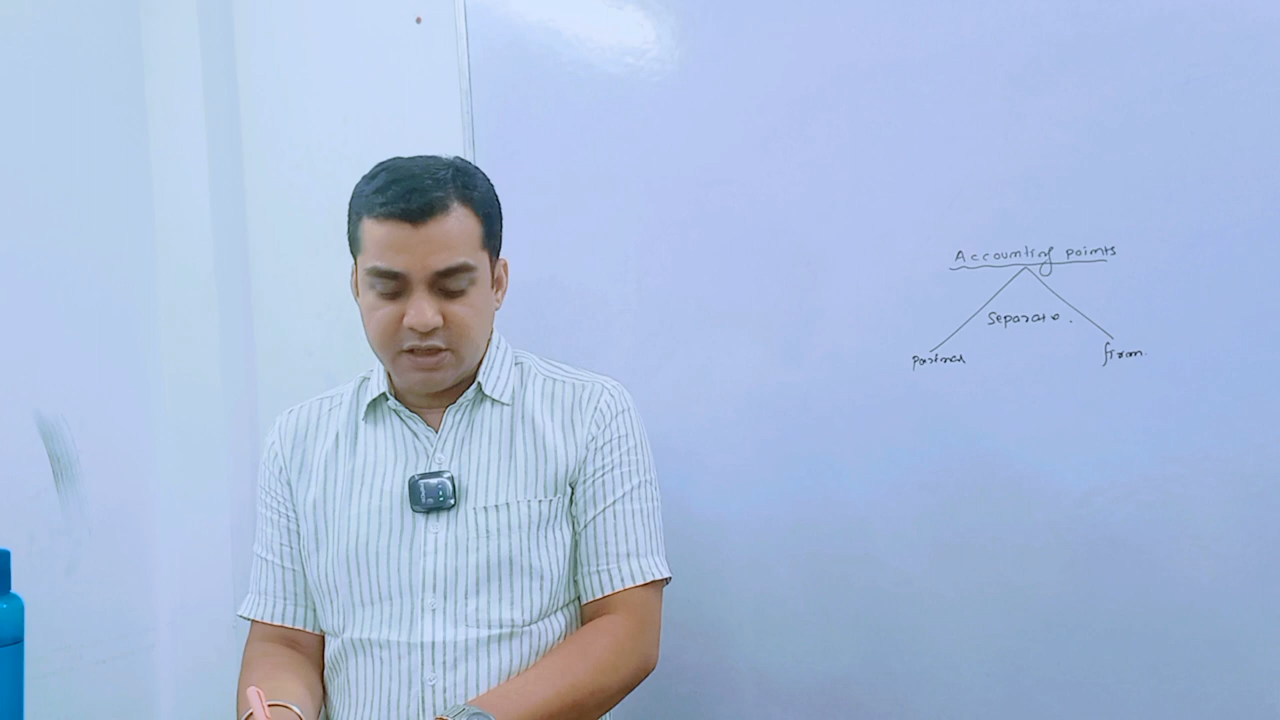 Accounting points
Separate.
Partner firm.